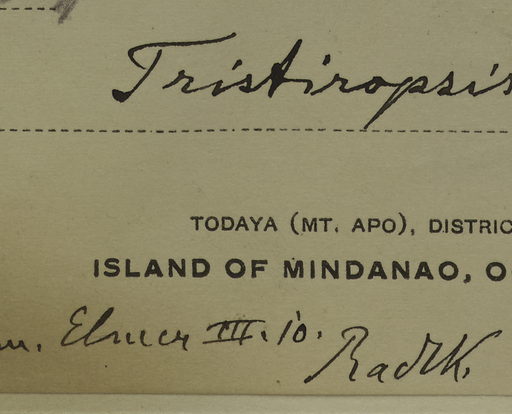 Tristiropsis
TODAYA (MT. APO), DISTRIC
ISLAND OF MINDANAO, O
Elmer III. 10. Radlk.